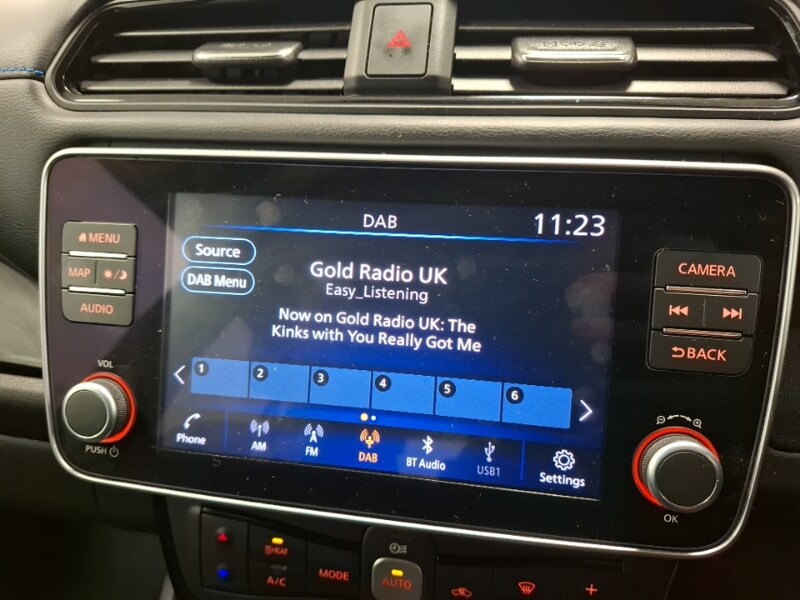 DAB
11:23
Source
DAB Menu
Gold Radio UK
Easy_Listening
Now on Gold Radio UK: The
Kinks with You Really Got Me
1 2 3 4 5 6
Phone AM FM DAB BT Audio USB1 Settings
MENU
MAP
AUDIO
VOL
PUSH
CAMERA
BACK
OK
HEAT
A/C
MODE
AUTO